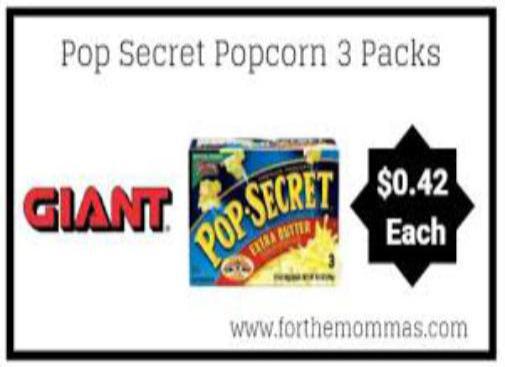 Pop Secret Popcorn 3 Packs
GIANT
POP·SECRET
EXTRA BUTTER
3
$0.42
Each
www.forthemommas.com